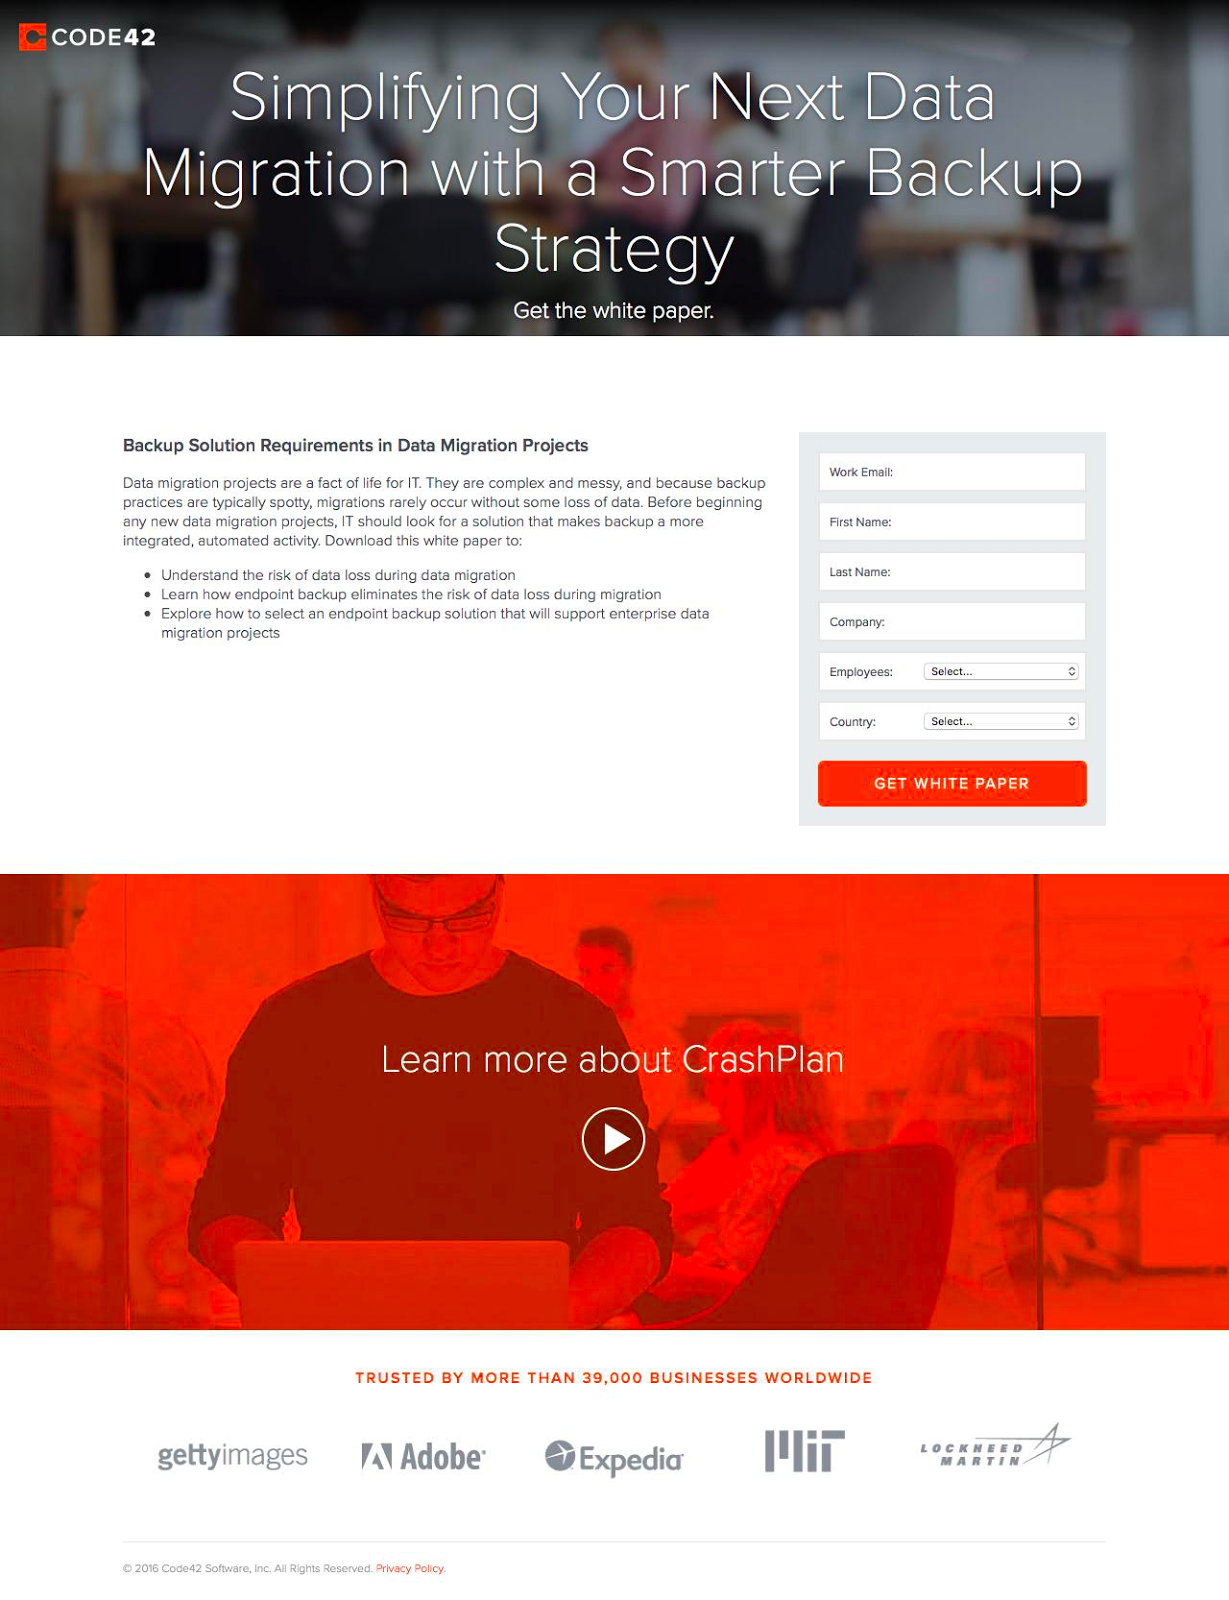 CODE42
Simplifying Your Next Data
Migration with a Smarter Backup
Strategy
Get the white paper.
Backup Solution Requirements in Data Migration Projects
Data migration projects are a fact of life for IT. They are complex and messy, and because backup
practices are typically spotty, migrations rarely occur without some loss of data. Before beginning
any new data migration projects, IT should look for a solution that makes backup a more
integrated, automated activity. Download this white paper to:
• Understand the risk of data loss during data migration
• Learn how endpoint backup eliminates the risk of data loss during migration
• Explore how to select an endpoint backup solution that will support enterprise data
migration projects
Work Email:
First Name:
Last Name:
Company:
Employees: Select...
Country: Select...
GET WHITE PAPER
Learn more about CrashPlan
TRUSTED BY MORE THAN 39,000 BUSINESSES WORLDWIDE
gettyimages
Adobe
Expedia
MIT
LOCKHEED
MARTIN
© 2016 Code42 Software, Inc. All Rights Reserved. Privacy Policy.